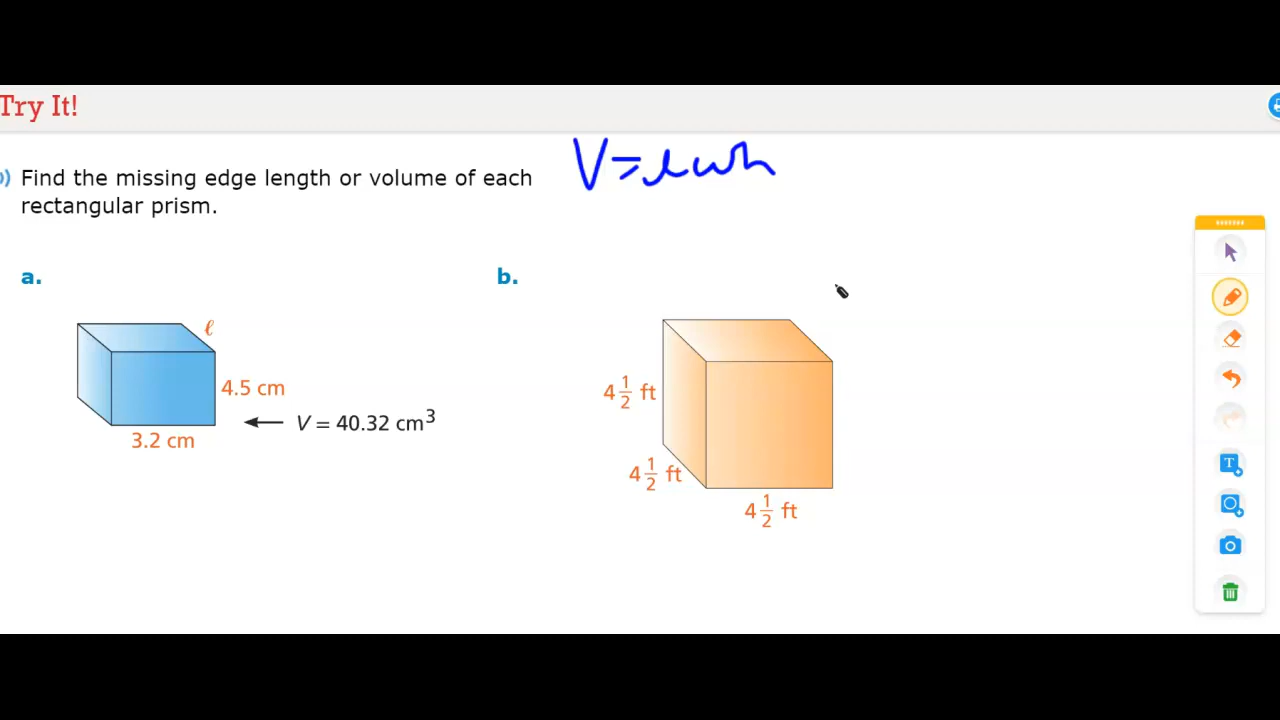 Try It!
V = lwh
Find the missing edge length or volume of each
rectangular prism.
a.
b.
ℓ
4.5 cm
V = 40.32 cm³
3.2 cm
4 1/2 ft
4 1/2 ft
4 1/2 ft
T